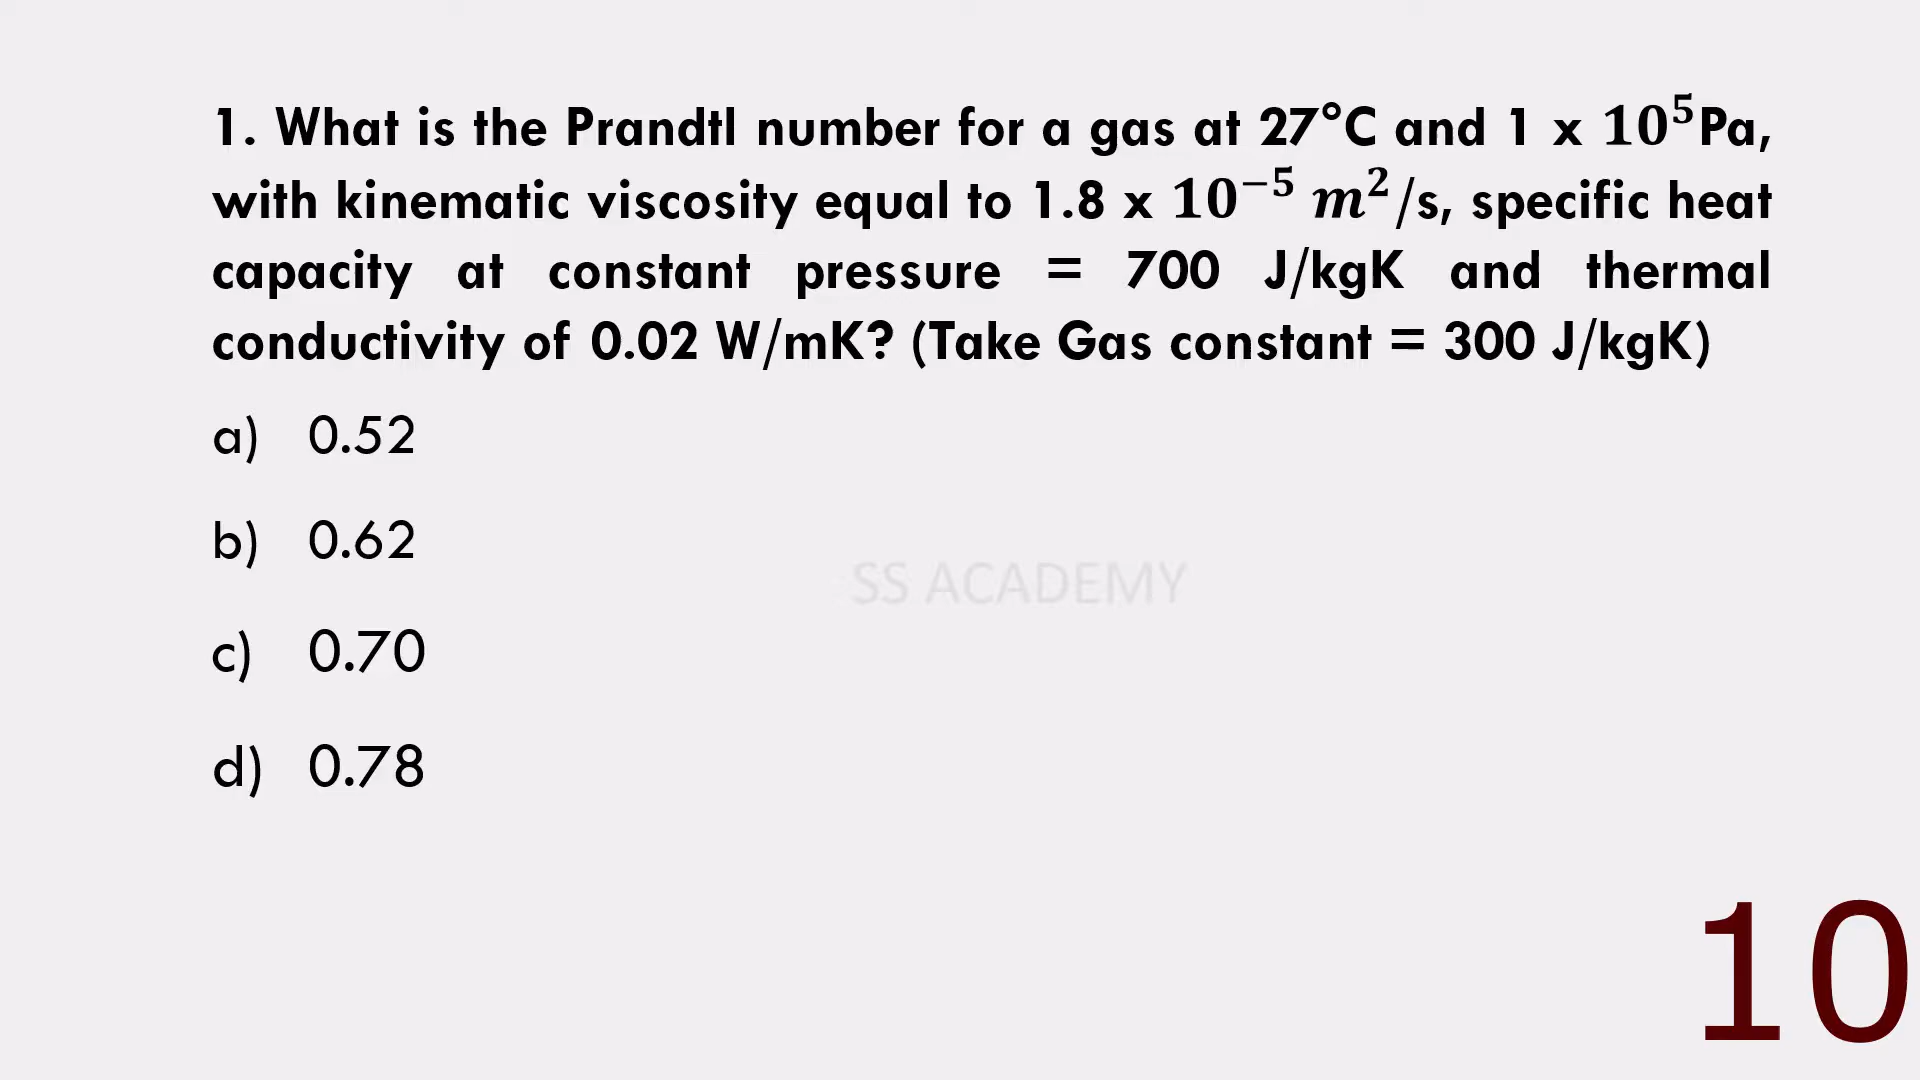 1. What is the Prandtl number for a gas at 27°C and 1 x 10⁵Pa,
with kinematic viscosity equal to 1.8 x 10⁻⁵ m²/s, specific heat
capacity at constant pressure = 700 J/kgK and thermal
conductivity of 0.02 W/mK? (Take Gas constant = 300 J/kgK)
a) 0.52
b) 0.62
SS ACADEMY
c) 0.70
d) 0.78
10